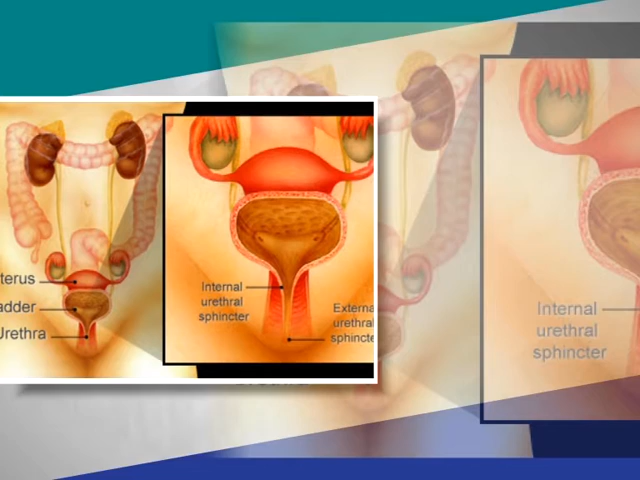 terus
adder
Urethra
Internal
urethral
sphincter
Externa
urethral
sphincte
Internal
urethral
sphincter